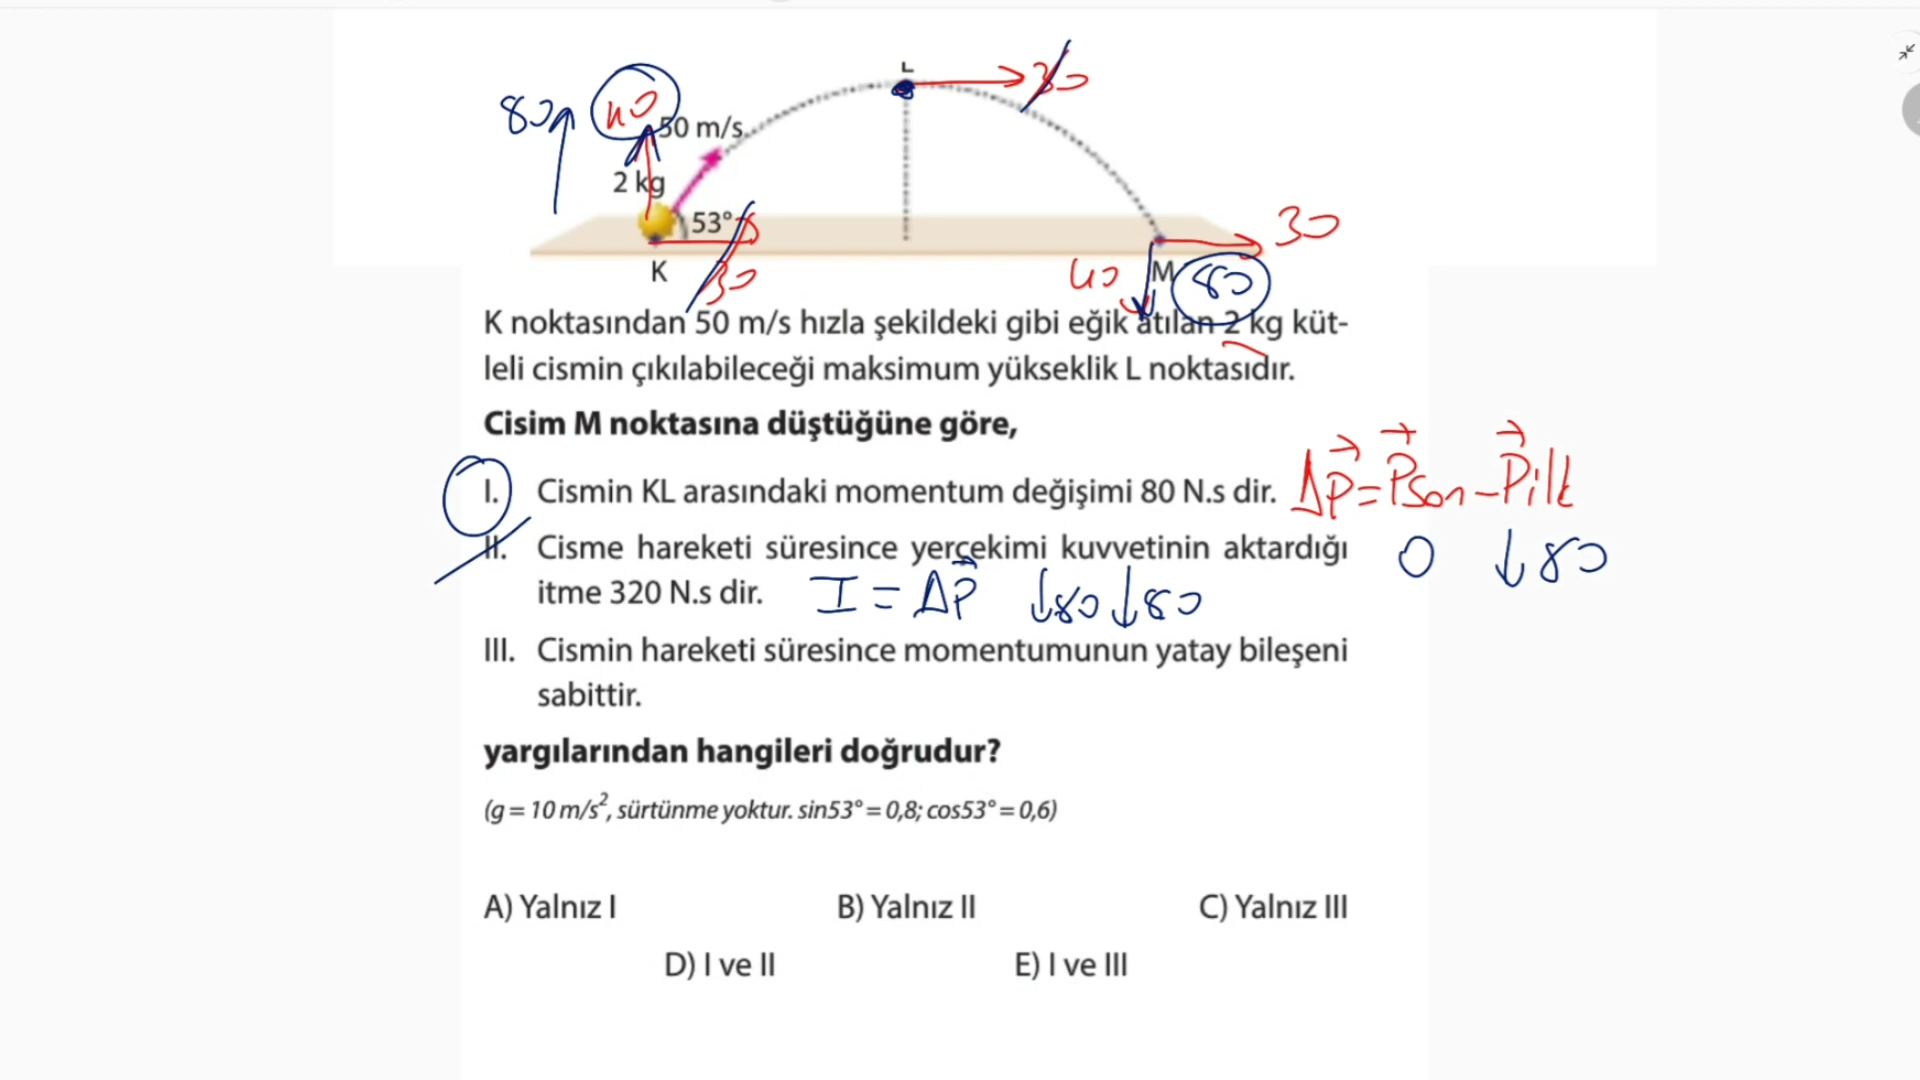 L
30
80
40
50 m/s
2 kg
53°
30
30
K
40
M
80
K noktasından 50 m/s hızla şekildeki gibi eğik atılan 2 kg küt-
leli cismin çıkılabileceği maksimum yükseklik L noktasıdır.
Cisim M noktasına düştüğüne göre,
I. Cismin KL arasındaki momentum değişimi 80 N.s dir. ΔP = Pson - Pilk
II. Cisme hareketi süresince yerçekimi kuvvetinin aktardığı 0 ↓80
itme 320 N.s dir. I = ΔP ↓80 ↓80
III. Cismin hareketi süresince momentumunun yatay bileşeni
sabittir.
yargılarından hangileri doğrudur?
(g = 10 m/s², sürtünme yoktur. sin53° = 0,8; cos53° = 0,6)
A) Yalnız I B) Yalnız II C) Yalnız III
D) I ve II E) I ve III